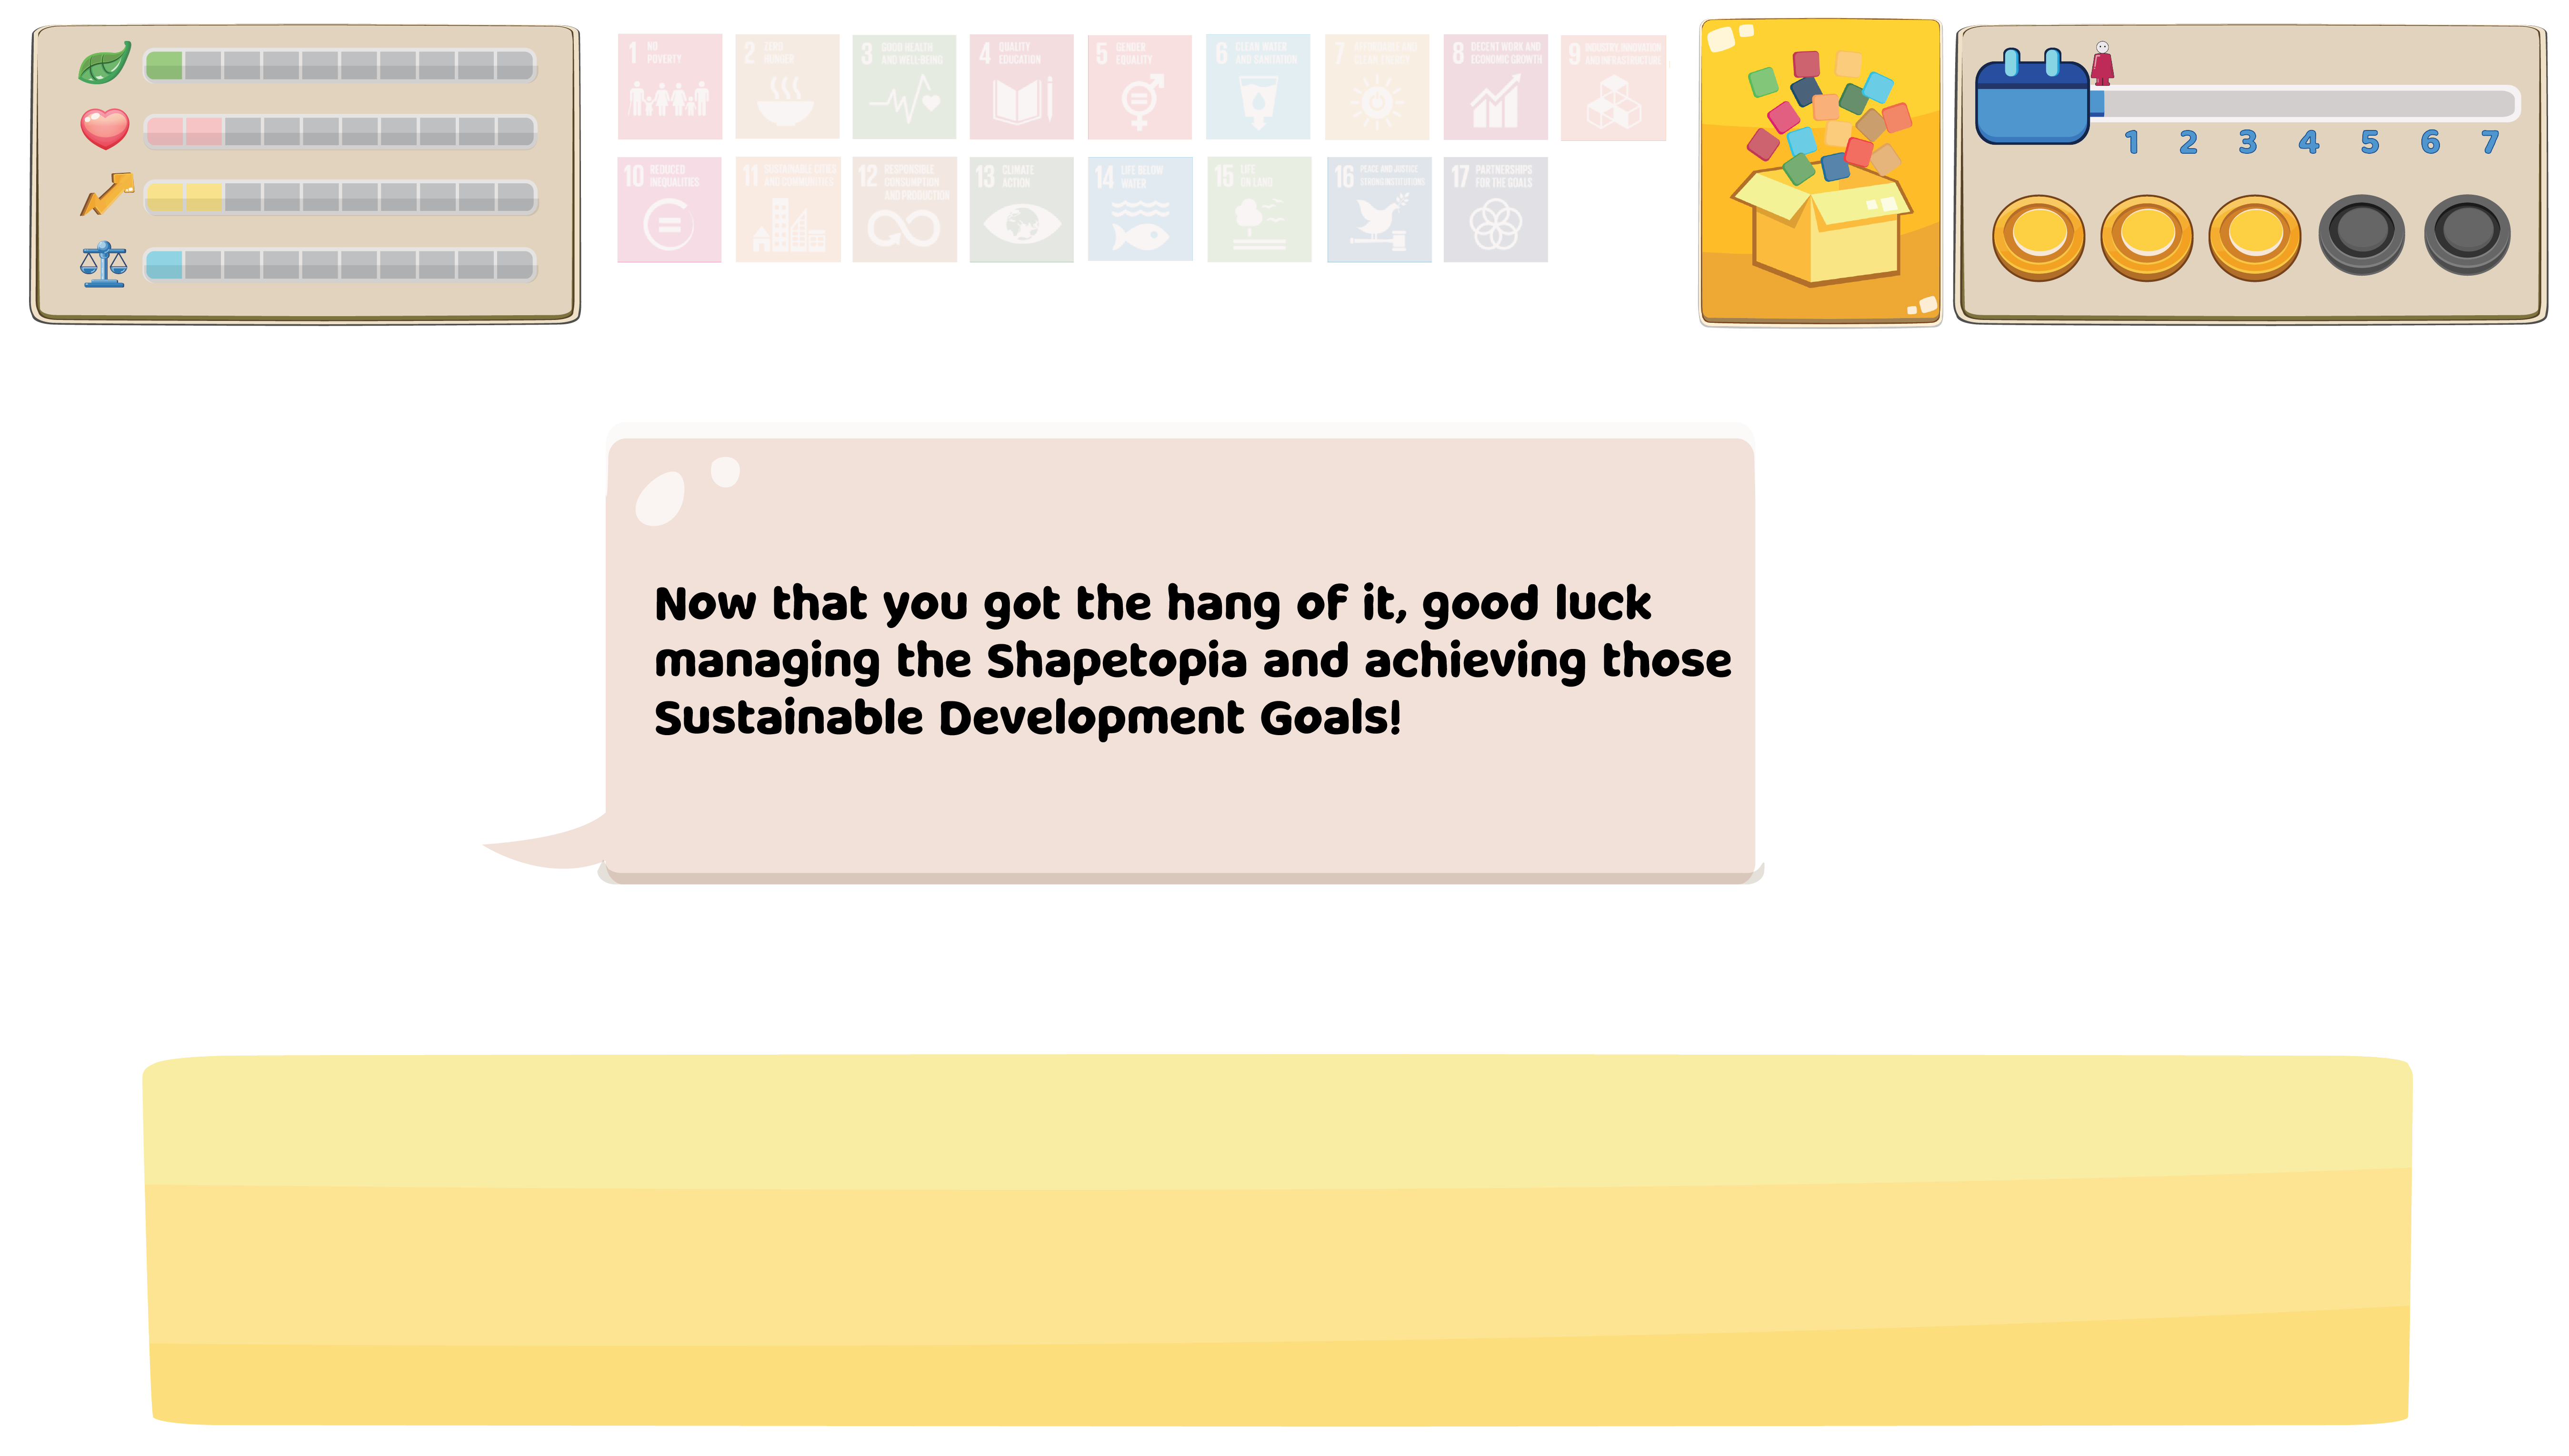 1 NO
POVERTY
2 ZERO
HUNGER
3 GOOD HEALTH
AND WELL-BEING
4 QUALITY
EDUCATION
5 GENDER
EQUALITY
6 CLEAN WATER
AND SANITATION
7
8 DECENT WORK AND
ECONOMIC GROWTH
9 INDUSTRY, INNOVATION
AND INFRASTRUCTURE
10 REDUCED
INEQUALITIES
11 SUSTAINABLE CITIES
AND COMMUNITIES
12 RESPONSIBLE
CONSUMPTION
AND PRODUCTION
13 CLIMATE
ACTION
14 LIFE BELOW
WATER
15 LIFE
ON LAND
16 PEACE AND JUSTICE
STRONG INSTITUTIONS
17 PARTNERSHIPS
FOR THE GOALS
1 2 3 4 5 6 7
Now that you got the hang of it, good luck
managing the Shapetopia and achieving those
Sustainable Development Goals!